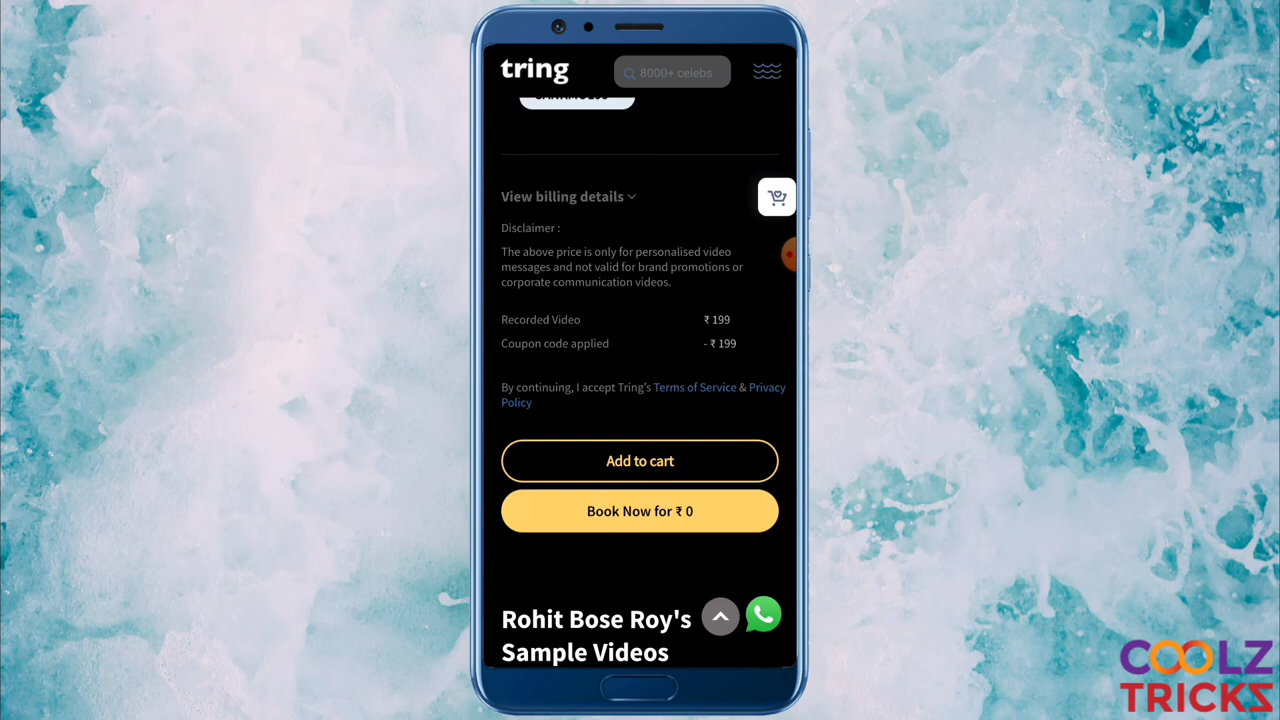 tring
8000+ celebs
View billing details
Disclaimer :
The above price is only for personalised video
messages and not valid for brand promotions or
corporate communication videos.
Recorded Video ₹ 199
Coupon code applied - ₹ 199
By continuing, I accept Tring's Terms of Service & Privacy
Policy
Add to cart
Book Now for ₹ 0
Rohit Bose Roy's
Sample Videos
COOLZ
TRICKS